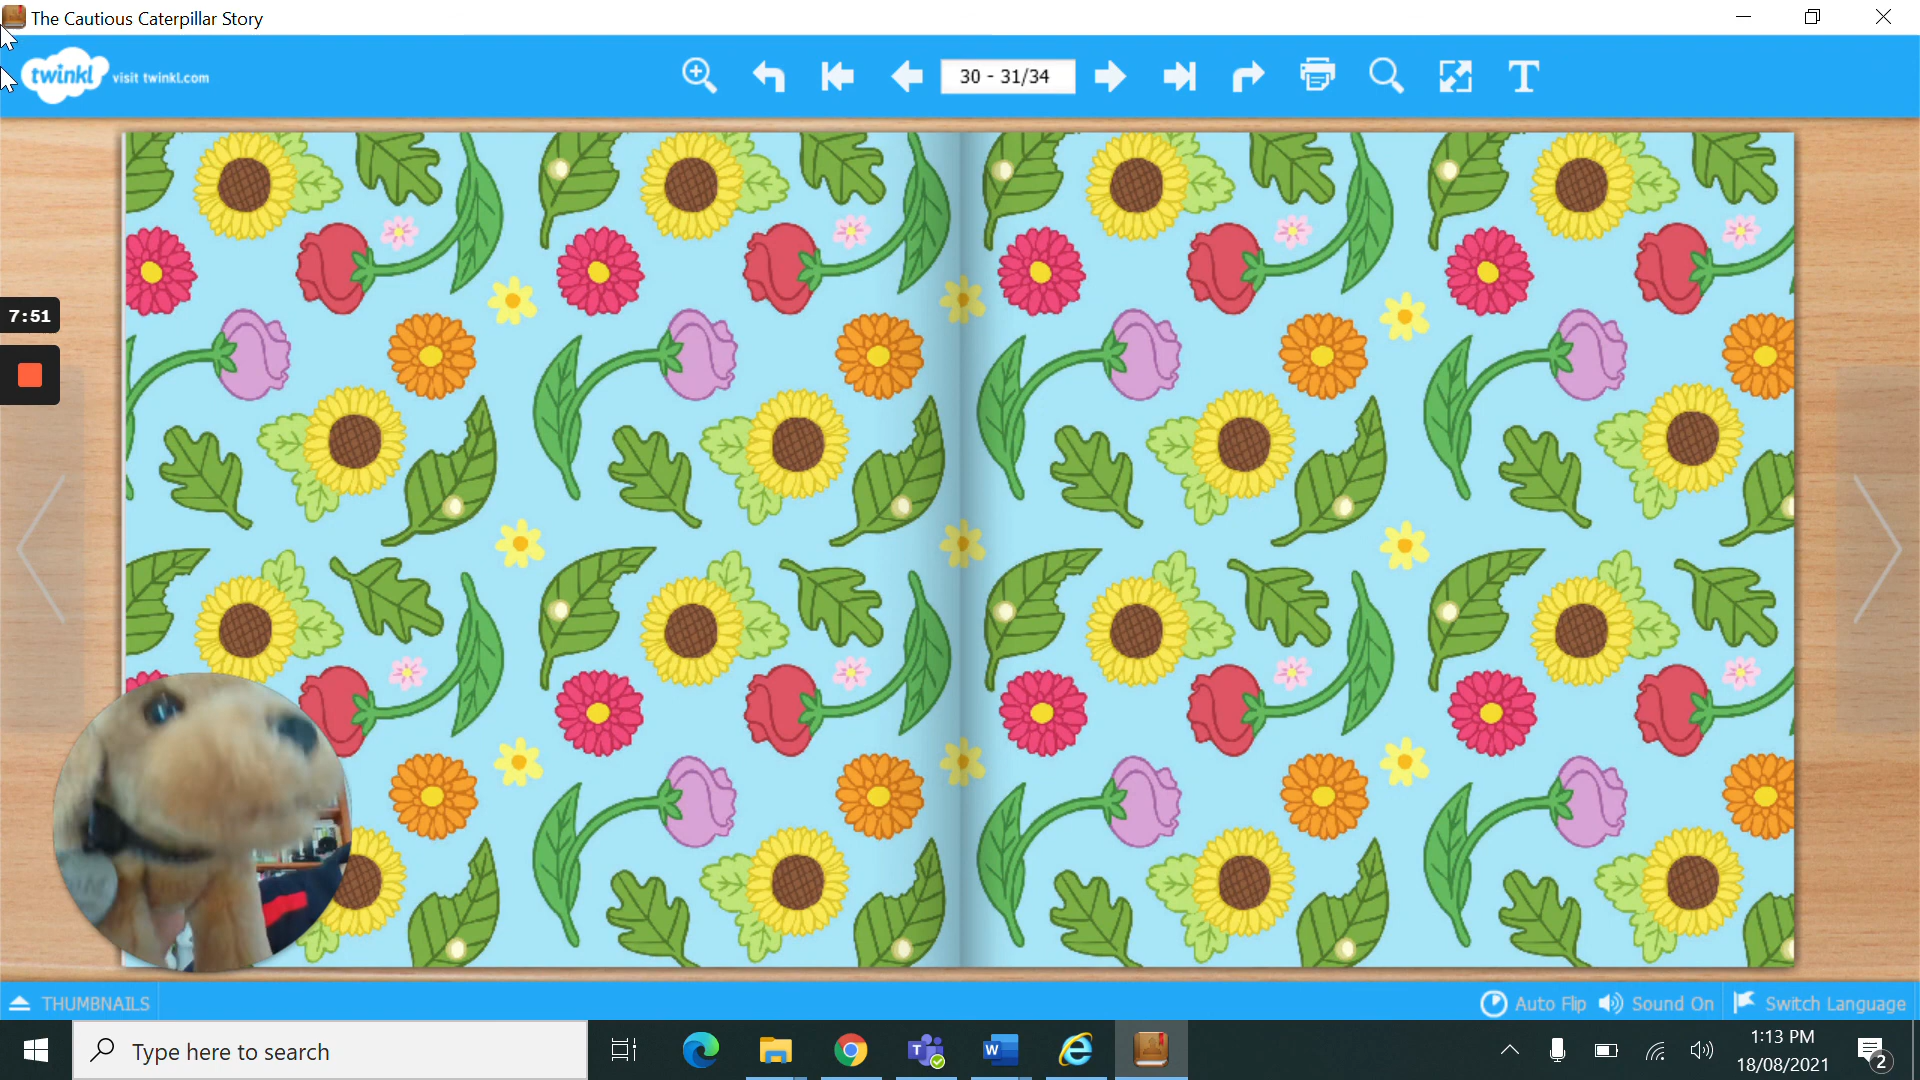 The Cautious Caterpillar Story
twinkl visit twinkl.com
30 - 31/34
T
7:51
THUMBNAILS
Auto Flip
Sound On
Switch Language
Type here to search
T
W
1:13 PM
18/08/2021
2